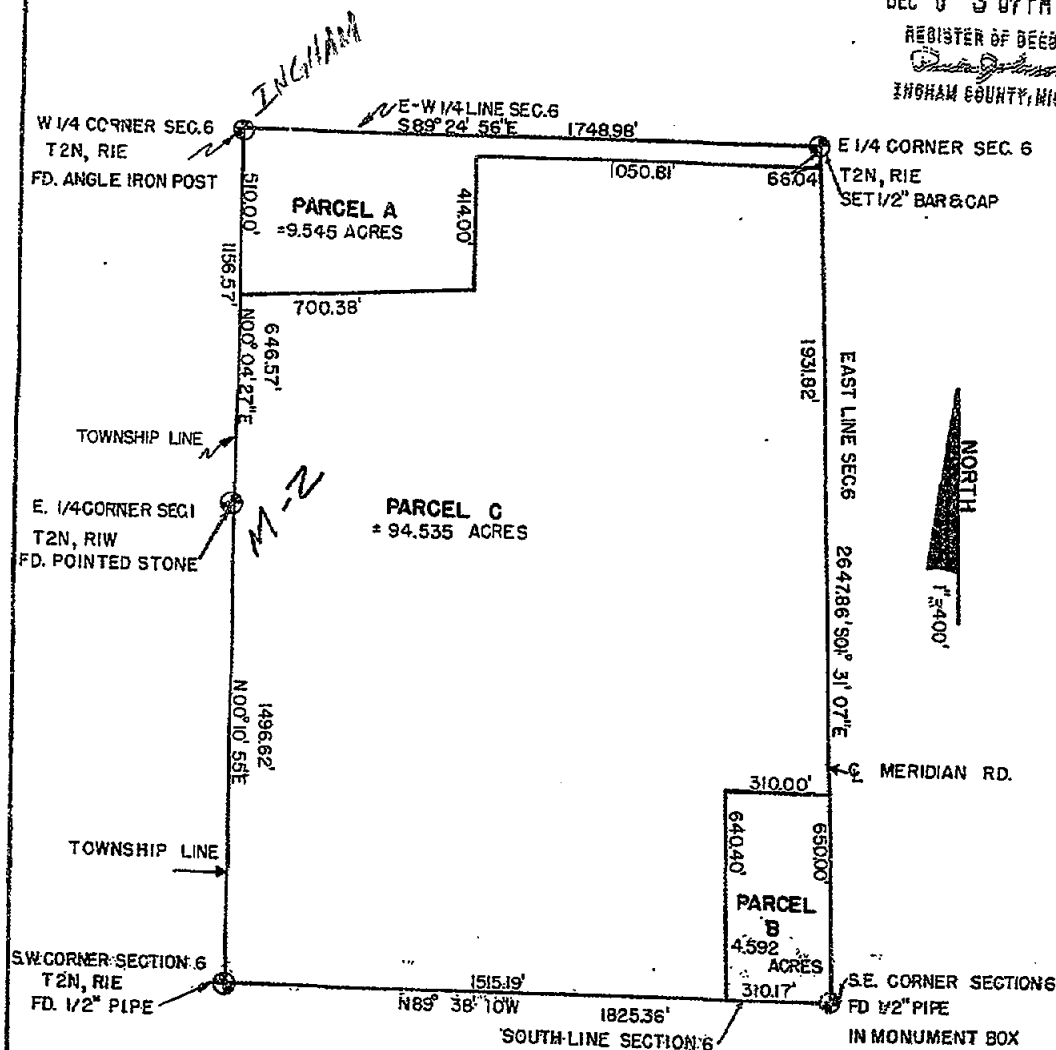 DEC 6 3 07 PM
REGISTER OF DEEDS
INGHAM COUNTY, MI
INGHAM
E-W 1/4 LINE SEC.6
S89° 24' 56"E 1748.98'
W 1/4 CORNER SEC.6
T2N, R1E
FD. ANGLE IRON POST
E 1/4 CORNER SEC. 6
T2N, R1E
SET 1/2" BAR & CAP
1050.81'
66.04'
510.00'
PARCEL A
±9.545 ACRES
414.00'
1156.57'
700.38'
646.57'
N00° 04' 27"E
1931.82'
EAST LINE SEC.6
TOWNSHIP LINE
NORTH
1"=400'
E. 1/4 CORNER SEC.1
T2N, R1W
FD. POINTED STONE
M-2
PARCEL C
± 94.535 ACRES
2647.86' S01° 31' 07"E
1496.62'
N00° 10' 55"E
℄ MERIDIAN RD.
310.00'
640.40'
650.00'
TOWNSHIP LINE
PARCEL
B
4.592
ACRES
310.17'
S.W. CORNER SECTION 6
T2N, R1E
FD. 1/2" PIPE
1515.19'
N89° 38' 10"W
1825.36'
SOUTH LINE SECTION 6
S.E. CORNER SECTION 6
FD 1/2" PIPE
IN MONUMENT BOX